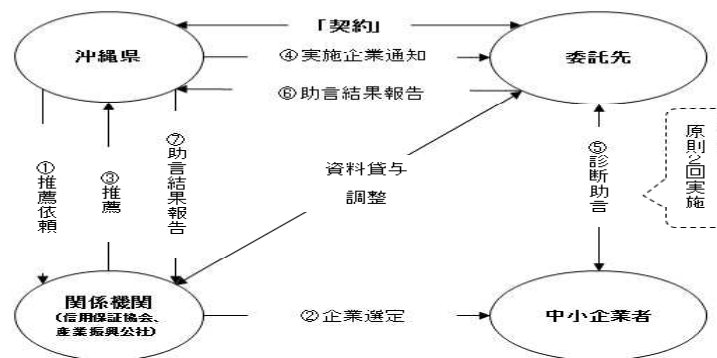 「契約」
沖縄県
④実施企業通知
委託先
⑥助言結果報告
①推薦依頼
③推薦
⑦助言結果報告
資料貸与
調整
⑤診断助言
原則2回実施
関係機関
(信用保証協会、
産業振興公社)
②企業選定
中小企業者